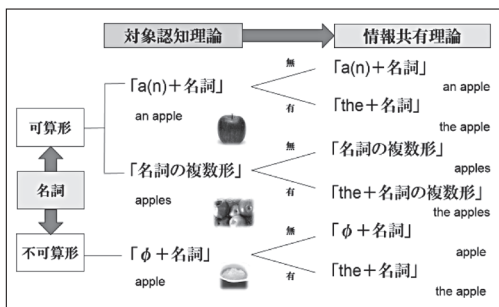 対象認知理論
情報共有理論
可算形
名詞
不可算形
「a(n)+名詞」
an apple
無
「a(n)+名詞」
an apple
有
「the+名詞」
the apple
「名詞の複数形」
apples
無
「名詞の複数形」
apples
有
「the+名詞の複数形」
the apples
「φ+名詞」
apple
無
「φ+名詞」
apple
有
「the+名詞」
the apple